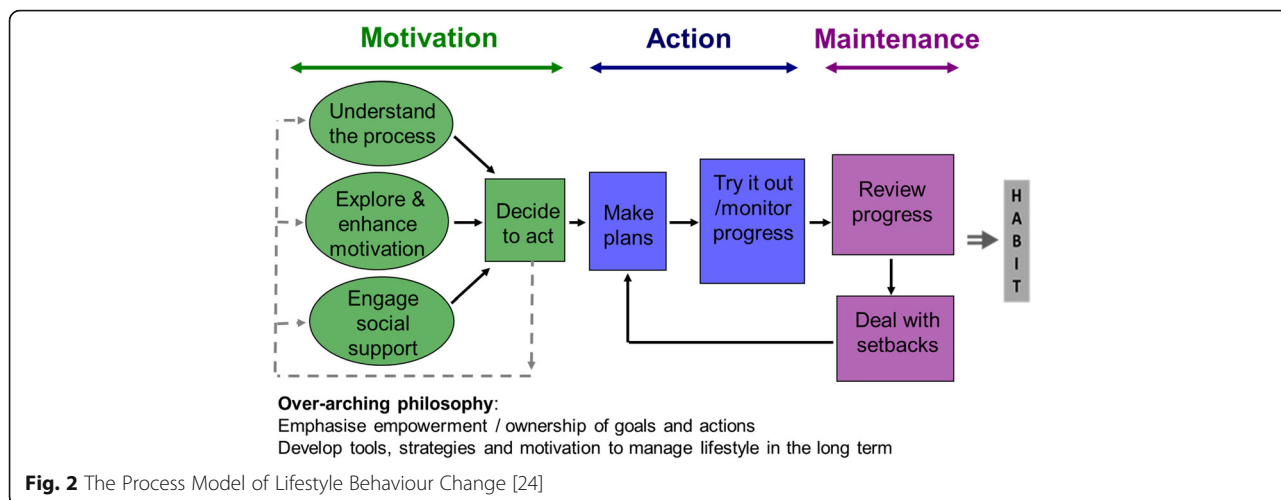 Motivation
Action
Maintenance
Understand
the process
Explore &
enhance
motivation
Engage
social
support
Decide
to act
Make
plans
Try it out
/monitor
progress
Review
progress
Deal with
setbacks
H
A
B
I
T
Over-arching philosophy:
Emphasise empowerment / ownership of goals and actions
Develop tools, strategies and motivation to manage lifestyle in the long term
Fig. 2 The Process Model of Lifestyle Behaviour Change [24]